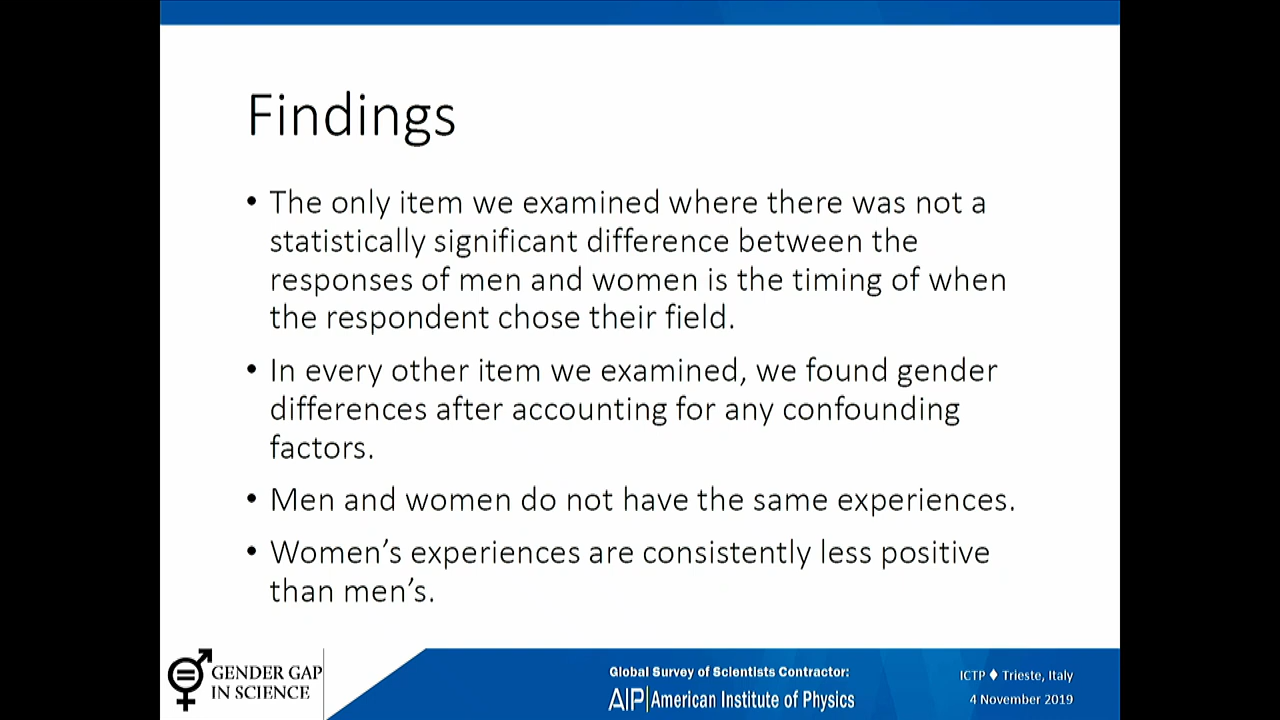 Findings
• The only item we examined where there was not a
statistically significant difference between the
responses of men and women is the timing of when
the respondent chose their field.
• In every other item we examined, we found gender
differences after accounting for any confounding
factors.
• Men and women do not have the same experiences.
• Women’s experiences are consistently less positive
than men’s.
GENDER GAP
IN SCIENCE
Global Survey of Scientists Contractor:
AIP|American Institute of Physics
ICTP ♦ Trieste, Italy
4 November 2019